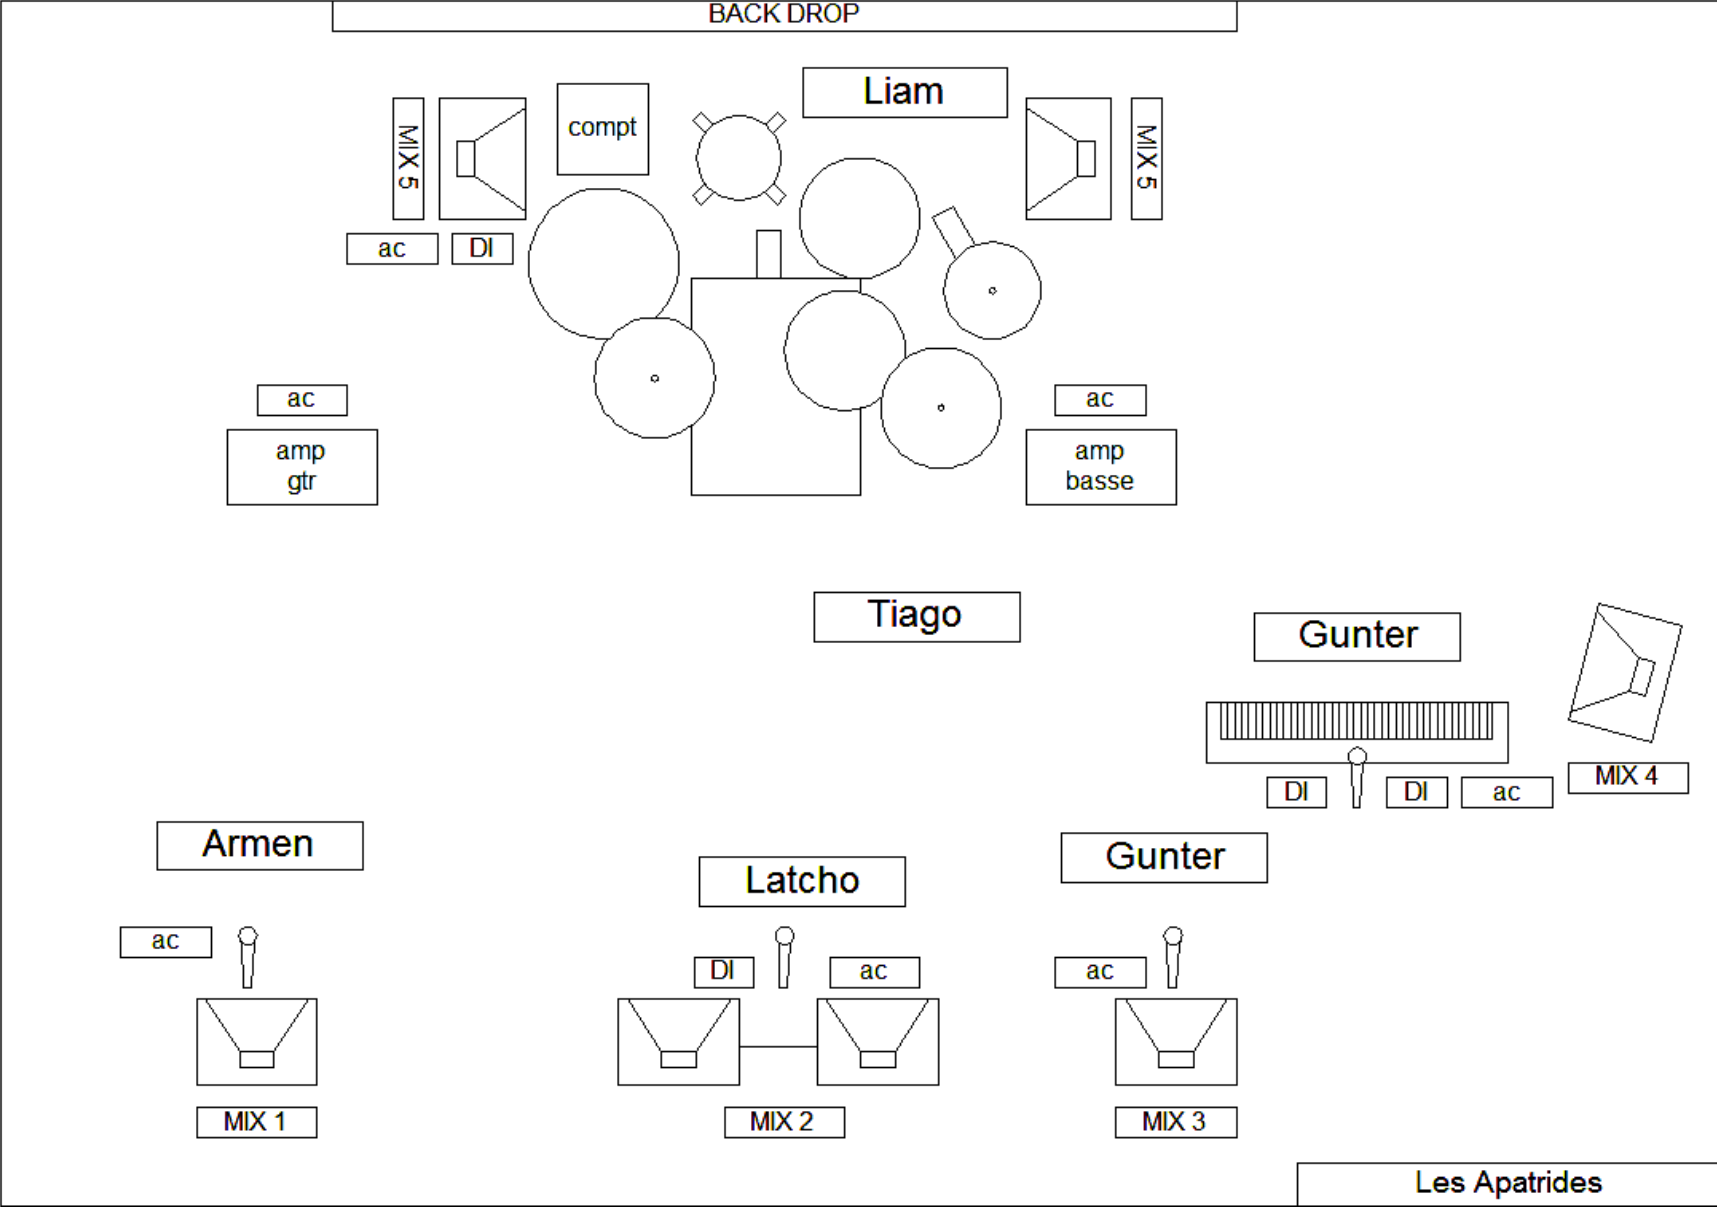 BACK DROP
Liam
MIX 5
compt
MIX 5
ac
DI
ac
ac
amp
gtr
amp
basse
Tiago
Gunter
MIX 4
DI
DI
ac
Armen
Gunter
Latcho
ac
DI
ac
ac
MIX 1
MIX 2
MIX 3
Les Apatrides